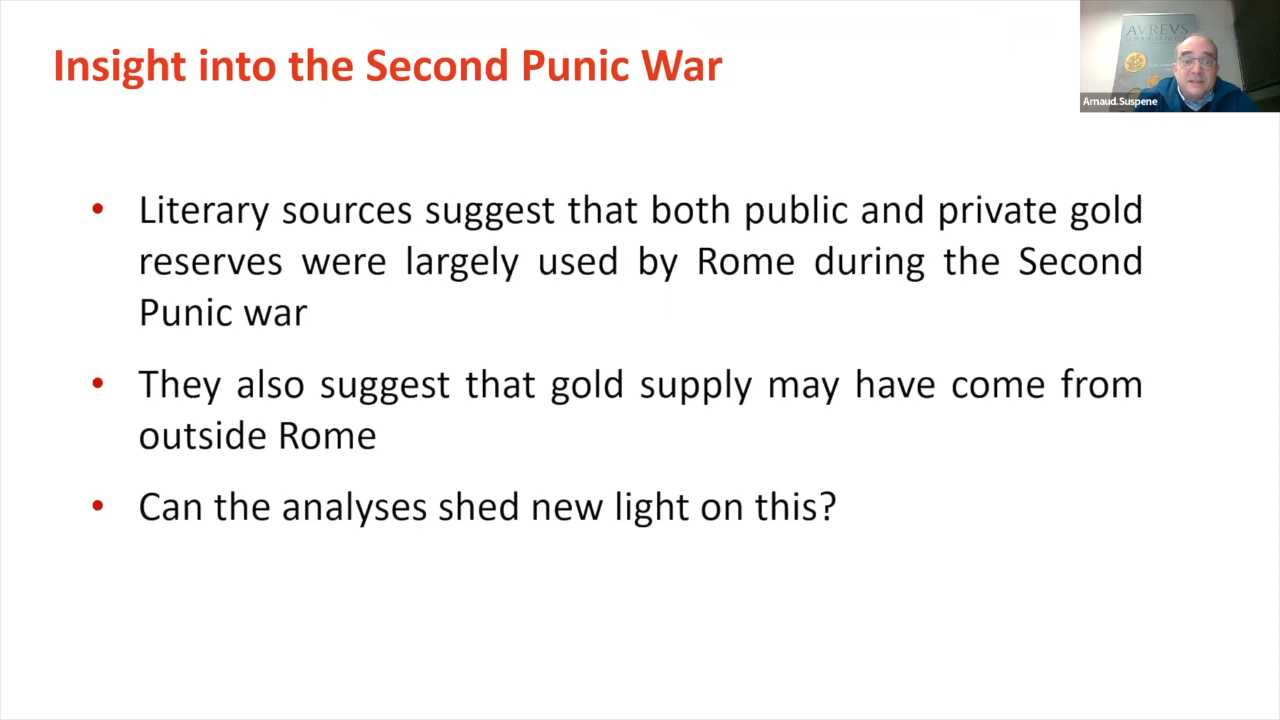 Insight into the Second Punic War
AVREVS
Arnaud.Suspene
• Literary sources suggest that both public and private gold
reserves were largely used by Rome during the Second
Punic war
• They also suggest that gold supply may have come from
outside Rome
• Can the analyses shed new light on this?